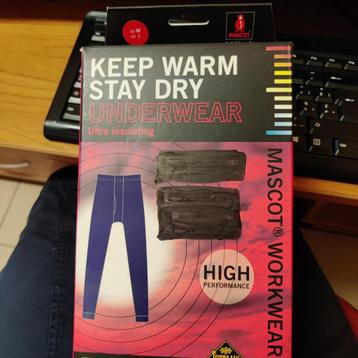 M
MASCOT
KEEP WARM
STAY DRY
UNDERWEAR
Ultra insulating
MASCOT® WORKWEAR
HIGH
PERFORMANCE